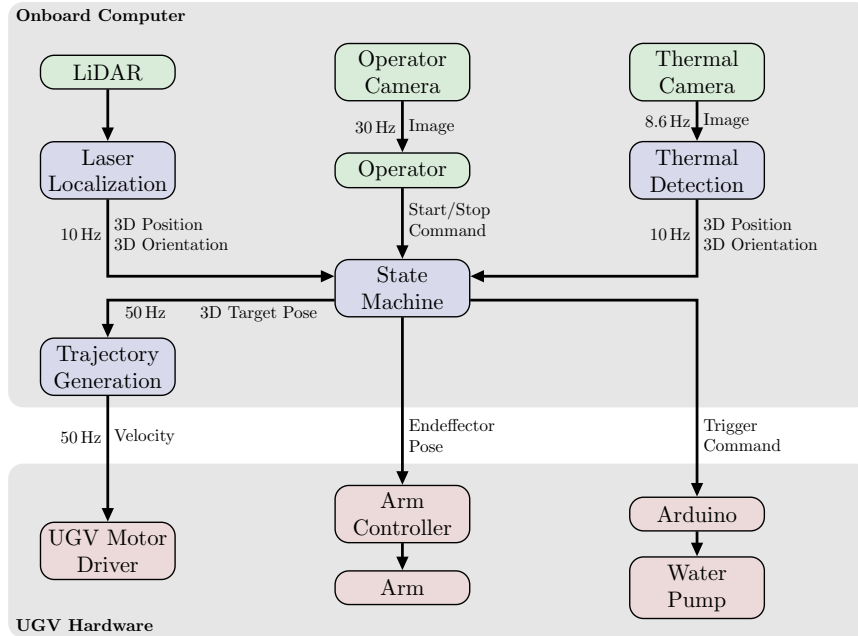 Onboard Computer
LiDAR
Operator
Camera
Thermal
Camera
30 Hz
Image
8.6 Hz
Image
Laser
Localization
Operator
Thermal
Detection
10 Hz
3D Position
3D Orientation
Start/Stop
Command
10 Hz
3D Position
3D Orientation
State
Machine
50 Hz
3D Target Pose
Trajectory
Generation
50 Hz
Velocity
Endeffector
Pose
Trigger
Command
Arm
Controller
Arduino
UGV Motor
Driver
Arm
Water
Pump
UGV Hardware